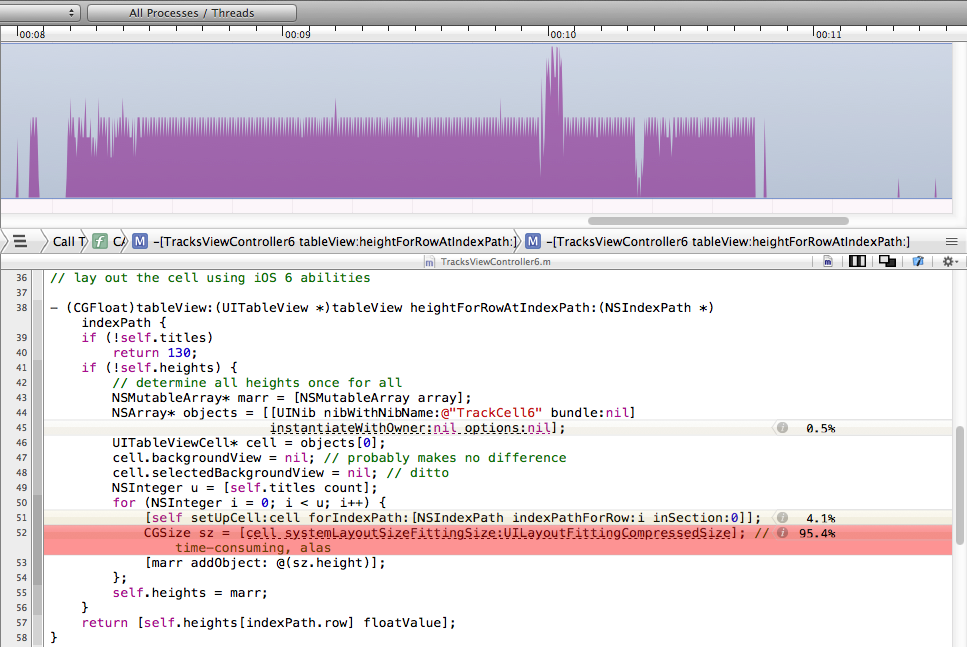 All Processes / Threads
00:08 00:09 00:10 00:11
Call T f CA M -[TracksViewController6 tableView:heightForRowAtIndexPath:] M -[TracksViewController6 tableView:heightForRowAtIndexPath:]
m TracksViewController6.m
36 // lay out the cell using iOS 6 abilities
37
38 - (CGFloat)tableView:(UITableView *)tableView heightForRowAtIndexPath:(NSIndexPath *)
indexPath {
39 if (!self.titles)
40 return 130;
41 if (!self.heights) {
42 // determine all heights once for all
43 NSMutableArray* marr = [NSMutableArray array];
44 NSArray* objects = [[UINib nibWithNibName:@"TrackCell6" bundle:nil]
45 instantiateWithOwner:nil options:nil]; 0.5%
46 UITableViewCell* cell = objects[0];
47 cell.backgroundView = nil; // probably makes no difference
48 cell.selectedBackgroundView = nil; // ditto
49 NSInteger u = [self.titles count];
50 for (NSInteger i = 0; i < u; i++) {
51 [self setUpCell:cell forIndexPath:[NSIndexPath indexPathForRow:i inSection:0]]; 4.1%
52 CGSize sz = [cell systemLayoutSizeFittingSize:UILayoutFittingCompressedSize]; // 95.4%
time-consuming, alas
53 [marr addObject: @(sz.height)];
54 };
55 self.heights = marr;
56 }
57 return [self.heights[indexPath.row] floatValue];
58 }